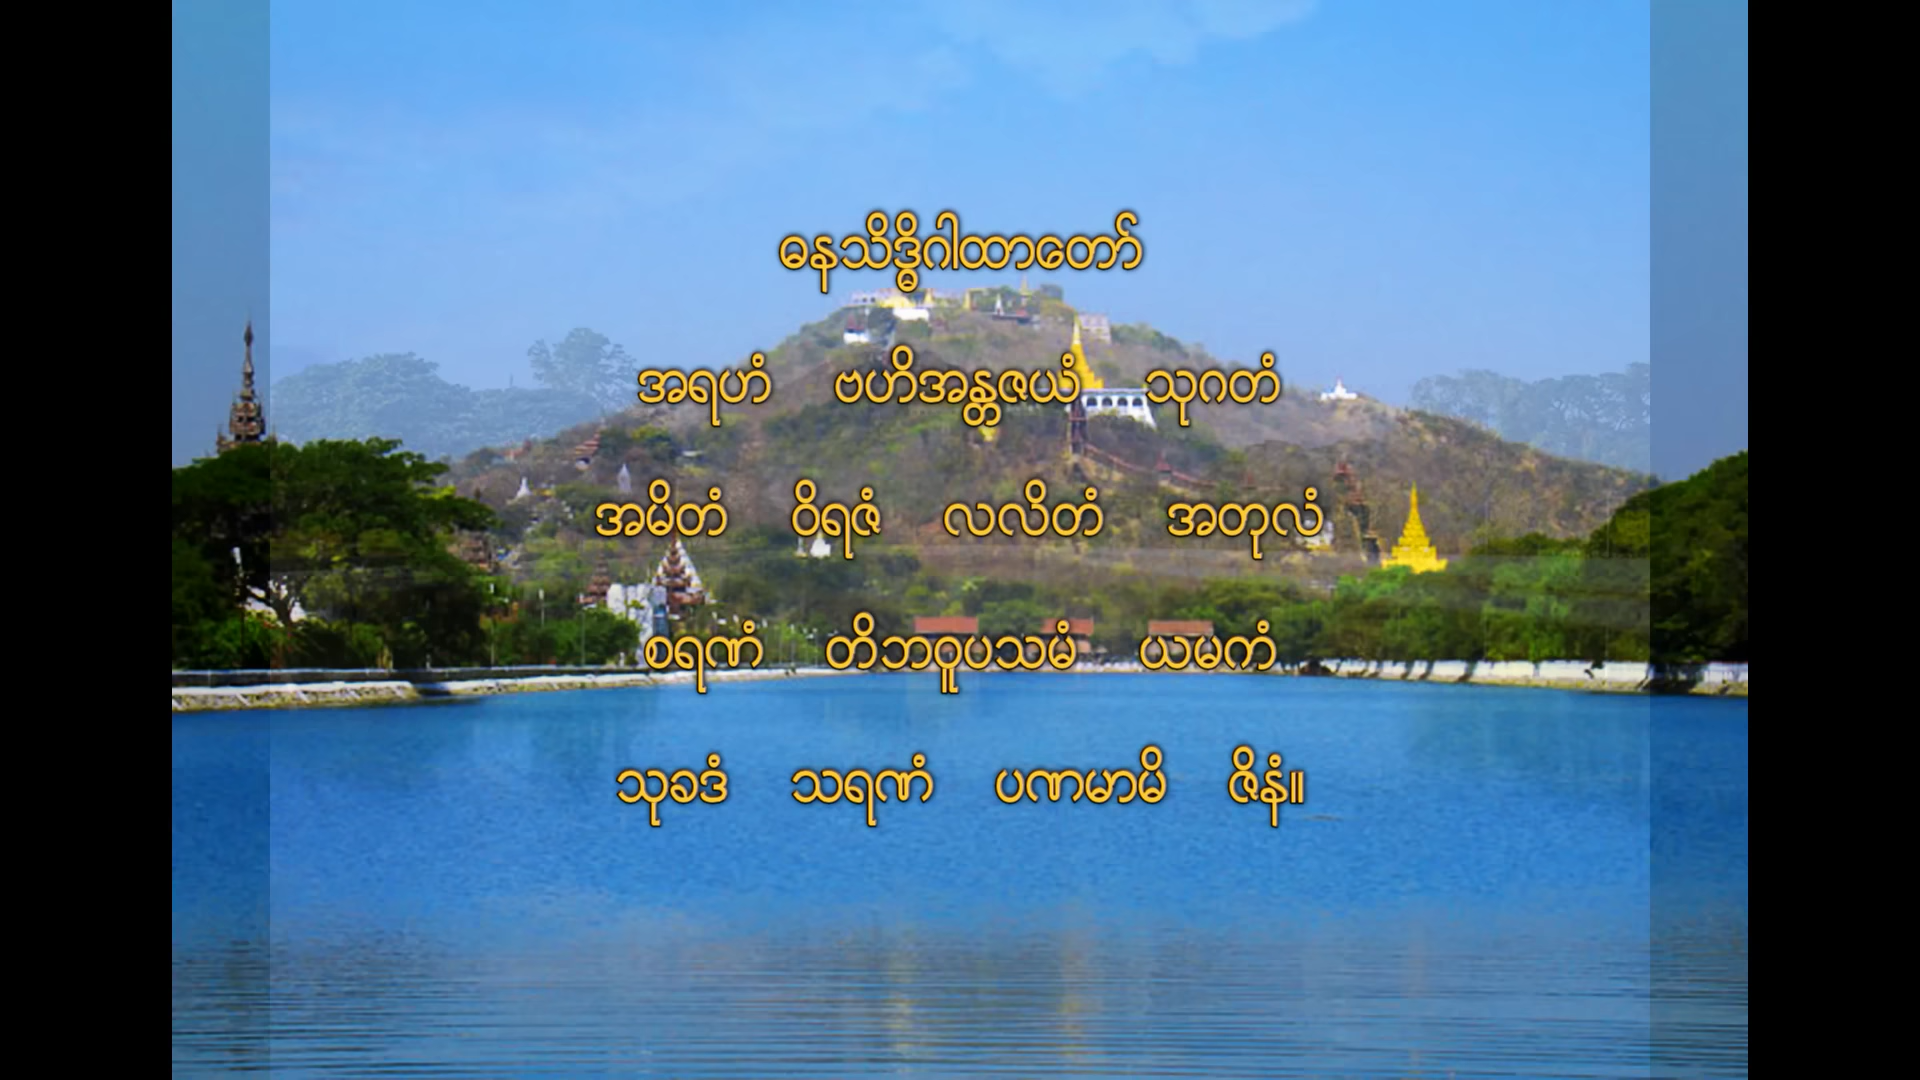 ဓနသိဒ္ဓိဂါထာတော်
အရဟံ ဗဟိအန္တဇယံ သုဂတံ
အမိတံ ဝိရဇံ လလိတံ အတုလံ
စရဏံ တိဘဝူပသမံ ယမကံ
သုခဒံ သရဏံ ပဏမာမိ ဇိနံ။